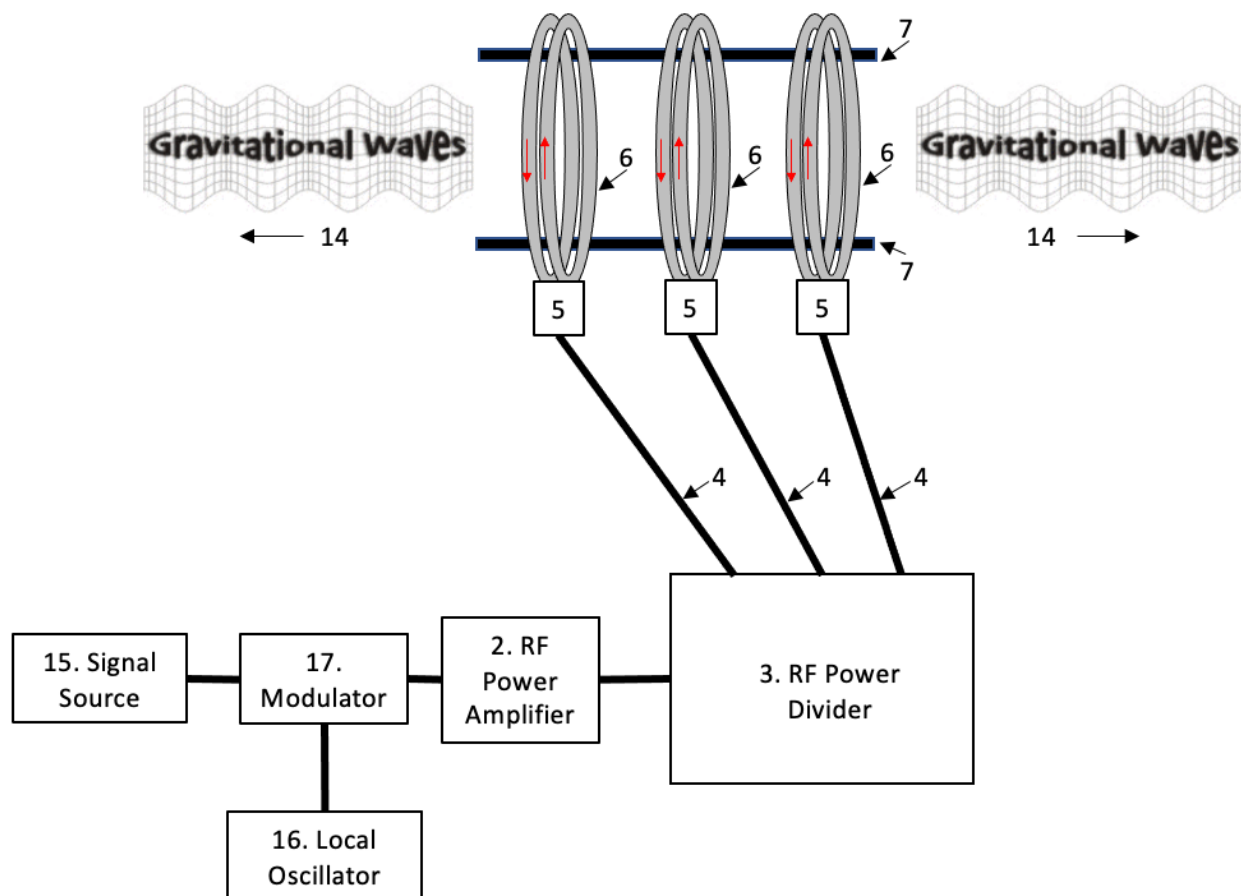 7
Gravitational Waves
Gravitational Waves
6
6
6
14
14
7
5
5
5
4
4
4
15. Signal
Source
17.
Modulator
2. RF
Power
Amplifier
3. RF Power
Divider
16. Local
Oscillator